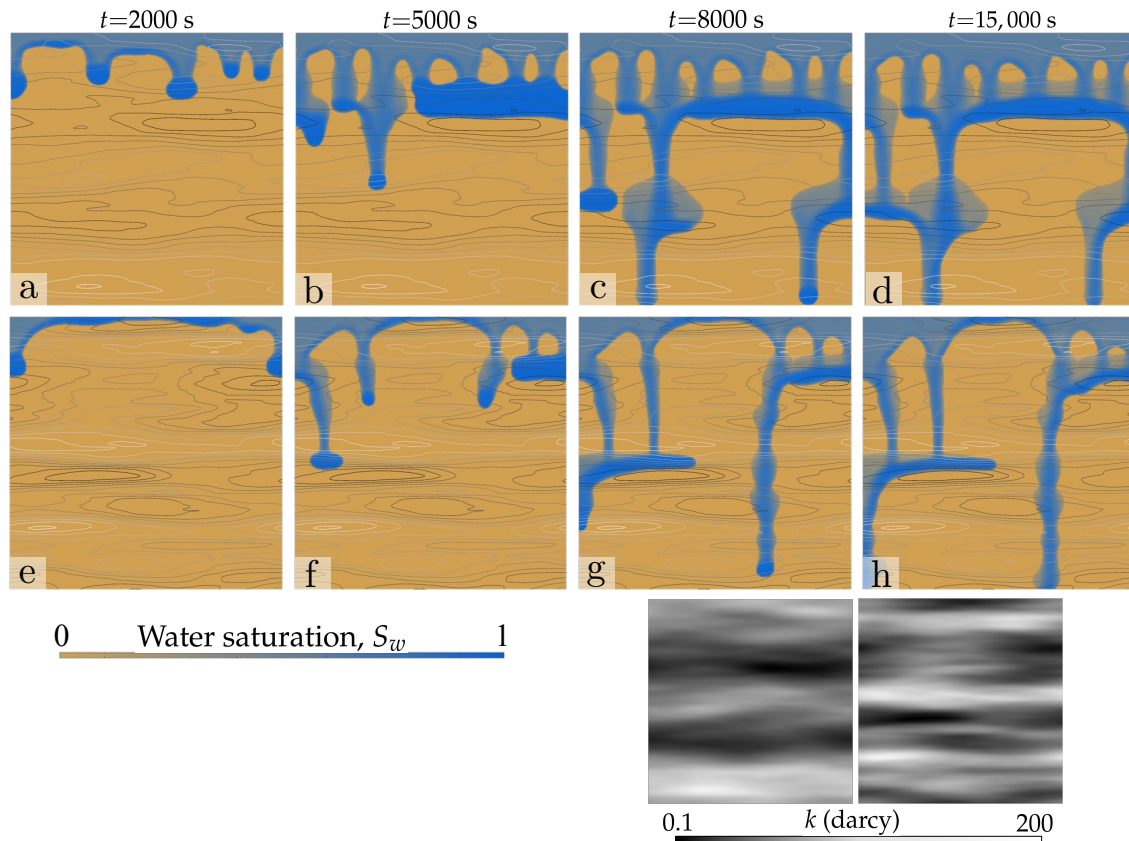 t=2000 s t=5000 s t=8000 s t=15,000 s
a b c d
e f g h
0 Water saturation, Sw 1
0.1 k (darcy) 200